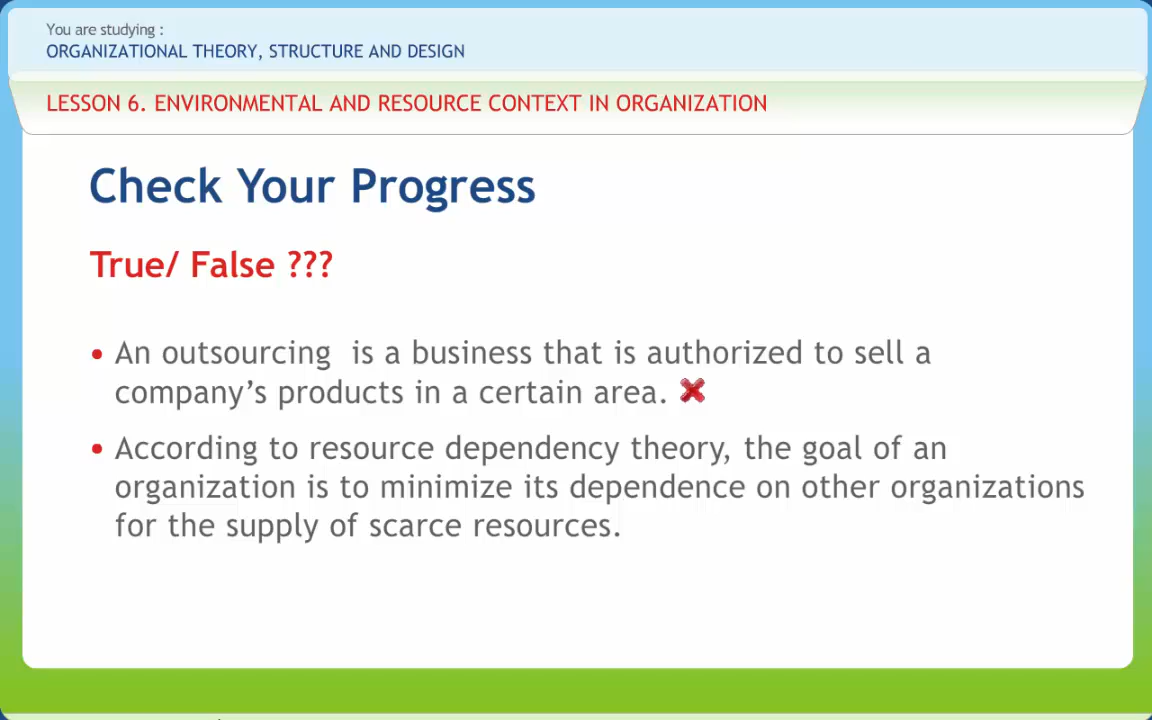 You are studying :
ORGANIZATIONAL THEORY, STRUCTURE AND DESIGN
LESSON 6. ENVIRONMENTAL AND RESOURCE CONTEXT IN ORGANIZATION
Check Your Progress
True/ False ???
• An outsourcing  is a business that is authorized to sell a
company's products in a certain area.
• According to resource dependency theory, the goal of an
organization is to minimize its dependence on other organizations
for the supply of scarce resources.